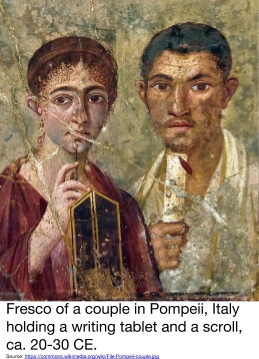 Fresco of a couple in Pompeii, Italy
holding a writing tablet and a scroll,
ca. 20-30 CE.
Source: https://commons.wikimedia.org/wiki/File:Pompeii-couple.jpg